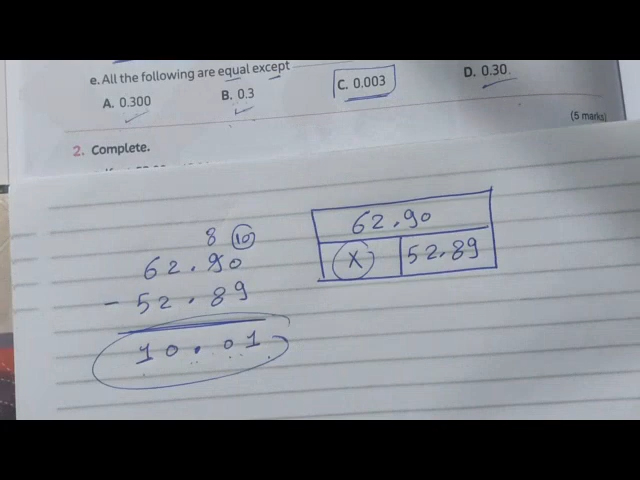 e. All the following are equal except
A. 0.300 B. 0.3 C. 0.003 D. 0.30
(5 marks)
2. Complete.
8 10
62.90
- 52.89
10.01
62.90
x 52.89